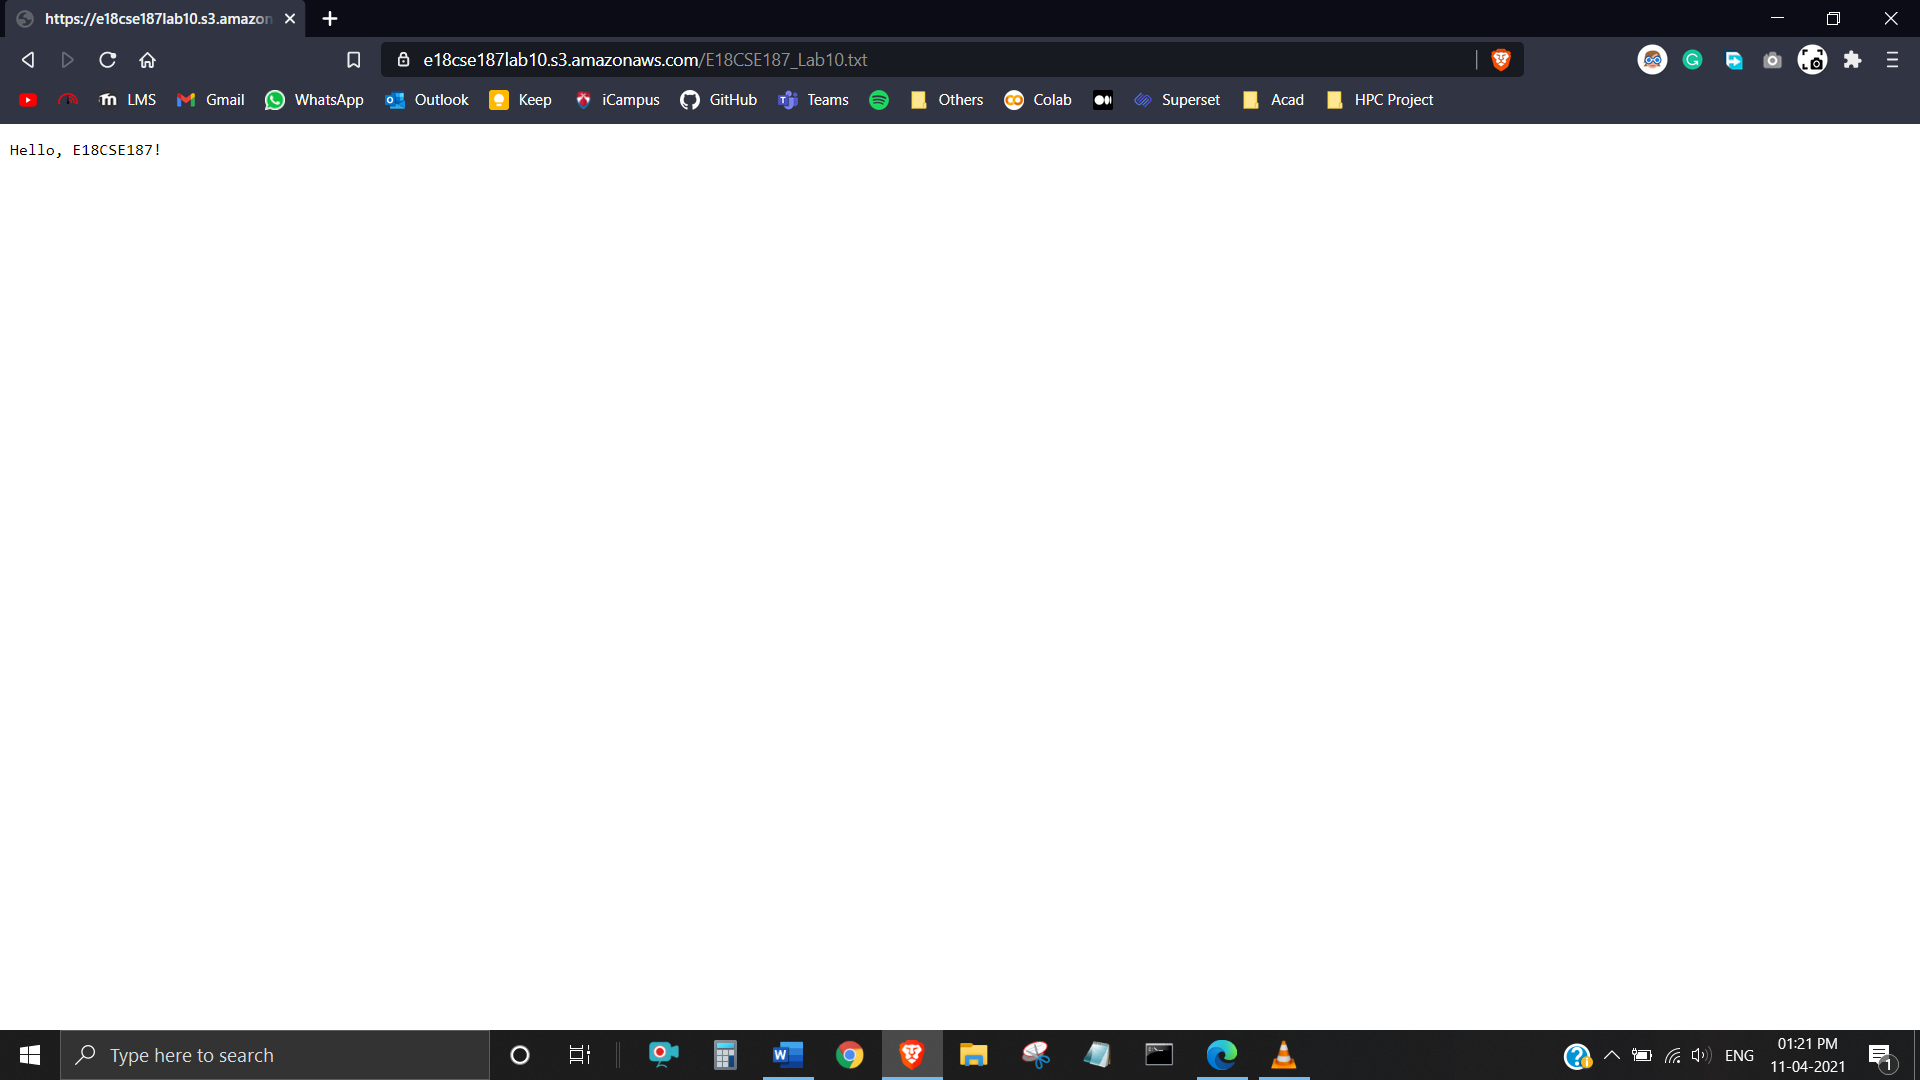 https://e18cse187lab10.s3.amazon
e18cse187lab10.s3.amazonaws.com/E18CSE187_Lab10.txt
LMS Gmail WhatsApp Outlook Keep iCampus GitHub Teams Others Colab Superset Acad HPC Project
Hello, E18CSE187!
Type here to search
ENG
01:21 PM
11-04-2021
1